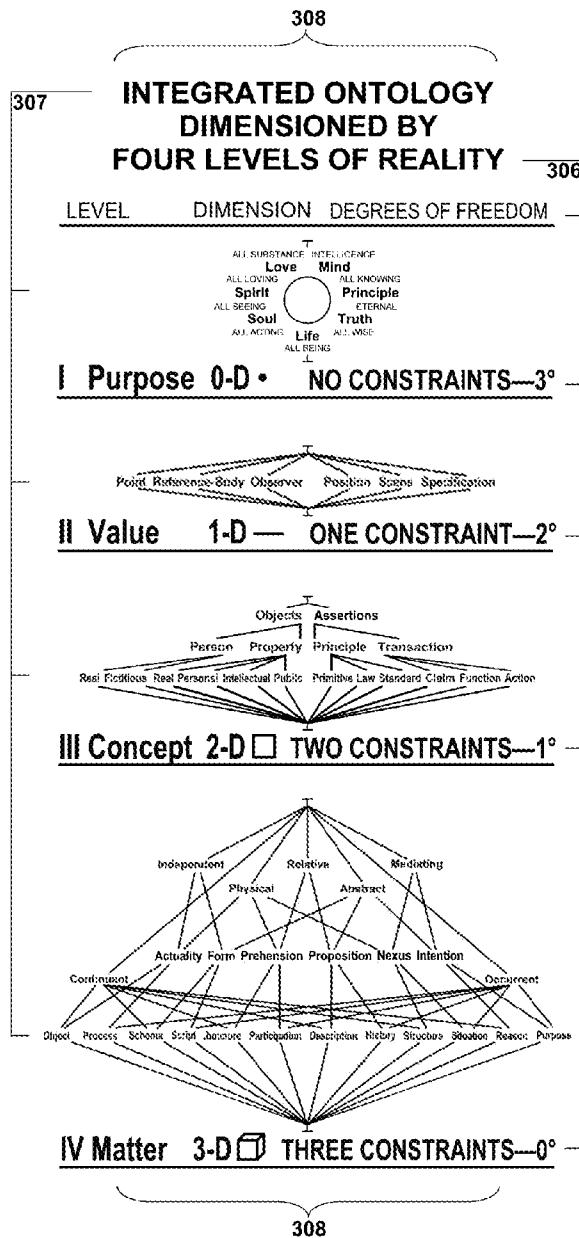 308
307
INTEGRATED ONTOLOGY
DIMENSIONED BY
FOUR LEVELS OF REALITY
306
LEVEL DIMENSION DEGREES OF FREEDOM
ALL SUBSTANCE INTELLIGENCE
Love Mind
ALL LOVING ALL KNOWING
Spirit Principle
ALL SEEING ETERNAL
Soul Truth
ALL ACTING ALL WISE
Life
ALL BEING
I Purpose 0-D • NO CONSTRAINTS—3°
Point Reference-Body Observer Position Specification
II Value 1-D — ONE CONSTRAINT—2°
Objects Assertions
Person Property Principle Transaction
Real Fictitious Real Personal Intellectual Public Primitive Law Standard Claim Function Action
III Concept 2-D TWO CONSTRAINTS—1°
Independent Relative Mediating
Physical Abstract
Actuality Form Prehension Proposition Nexus Intention
Continuant Occurrent
Object Process Schema Script Juncture Participation Description History Structure Situation Reason Purpose
IV Matter 3-D THREE CONSTRAINTS—0°
308